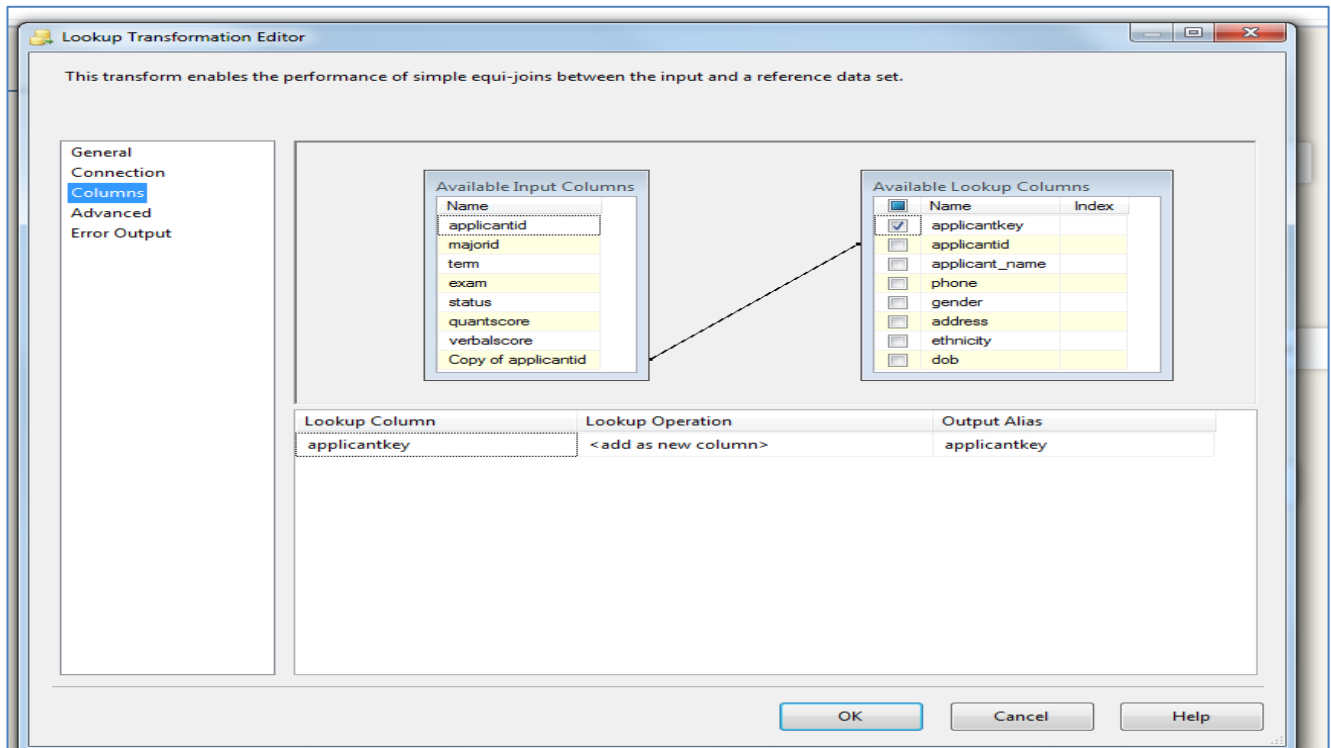 Lookup Transformation Editor
This transform enables the performance of simple equi-joins between the input and a reference data set.
General
Connection
Columns
Advanced
Error Output
Available Input Columns
Name
applicantid
majorid
term
exam
status
quantscore
verbalscore
Copy of applicantid
Available Lookup Columns
Name Index
applicantkey
applicantid
applicant_name
phone
gender
address
ethnicity
dob
Lookup Column Lookup Operation Output Alias
applicantkey <add as new column> applicantkey
OK Cancel Help